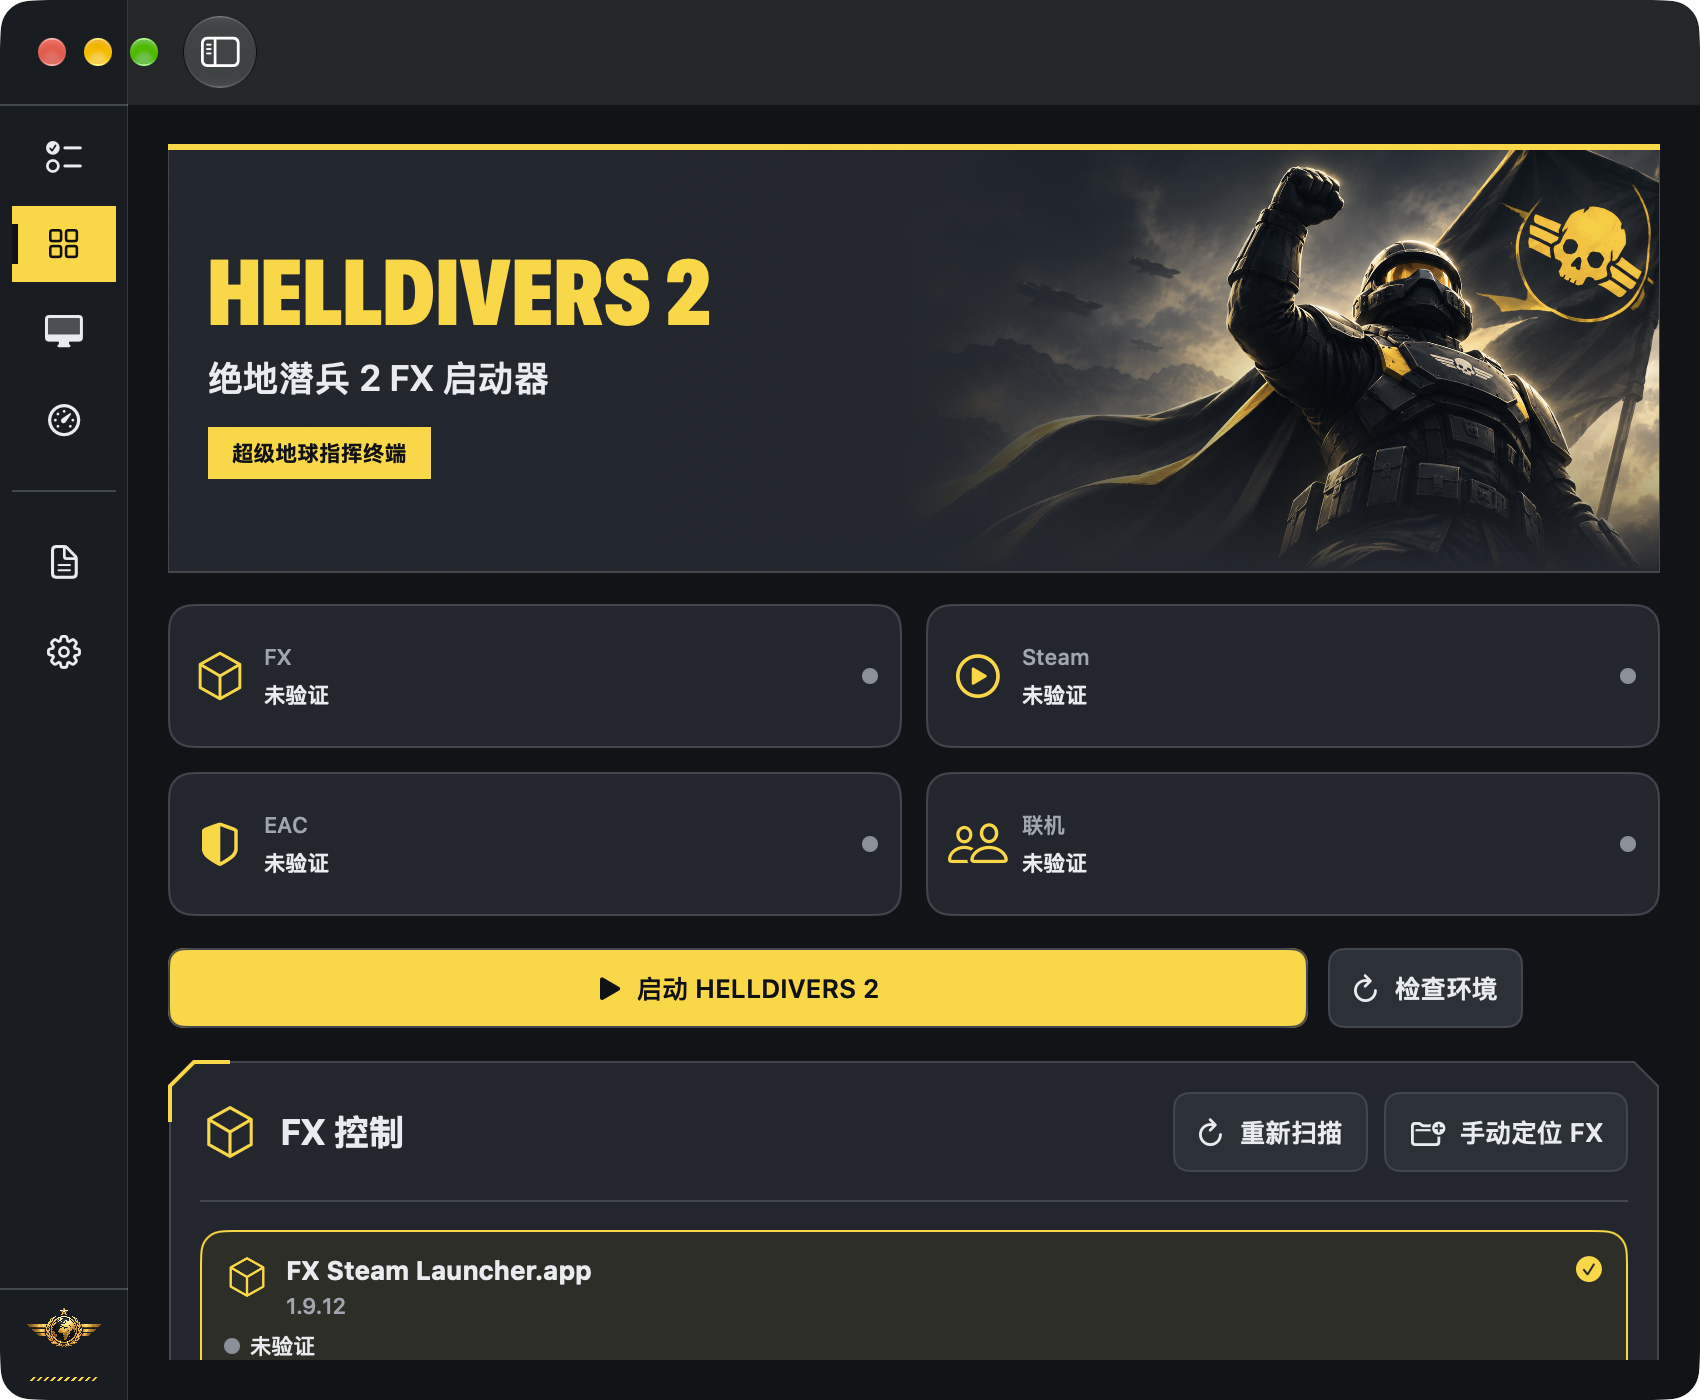 HELLDIVERS 2
绝地潜兵 2 FX 启动器
超级地球指挥终端
FX
未验证
Steam
未验证
EAC
未验证
联机
未验证
启动 HELLDIVERS 2
检查环境
FX 控制
重新扫描
手动定位 FX
FX Steam Launcher.app
1.9.12
未验证